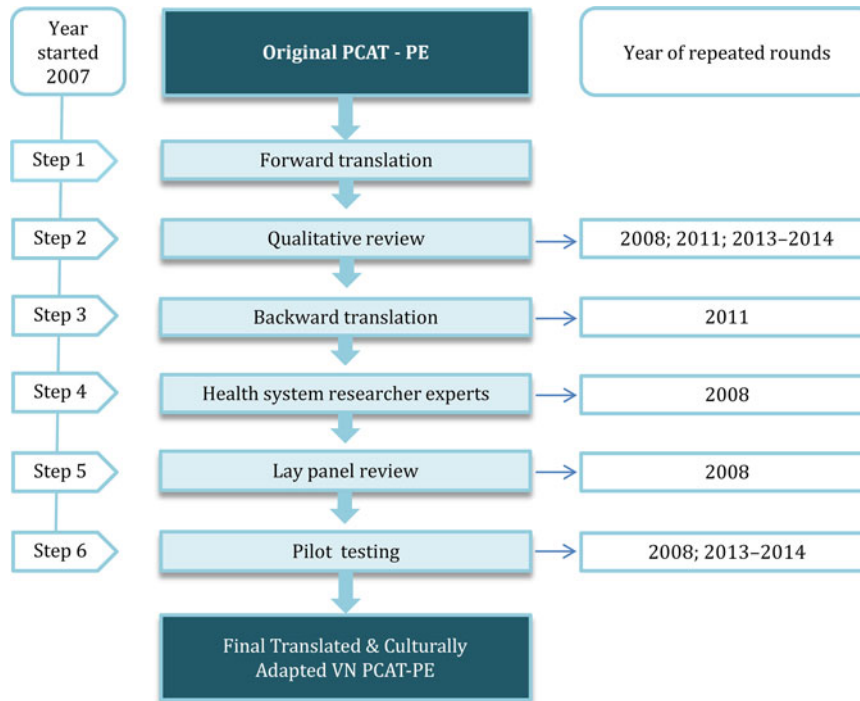 Year
started
2007
Original PCAT - PE
Year of repeated rounds
Step 1
Forward translation
Step 2
Qualitative review
2008; 2011; 2013–2014
Step 3
Backward translation
2011
Step 4
Health system researcher experts
2008
Step 5
Lay panel review
2008
Step 6
Pilot testing
2008; 2013–2014
Final Translated & Culturally
Adapted VN PCAT-PE